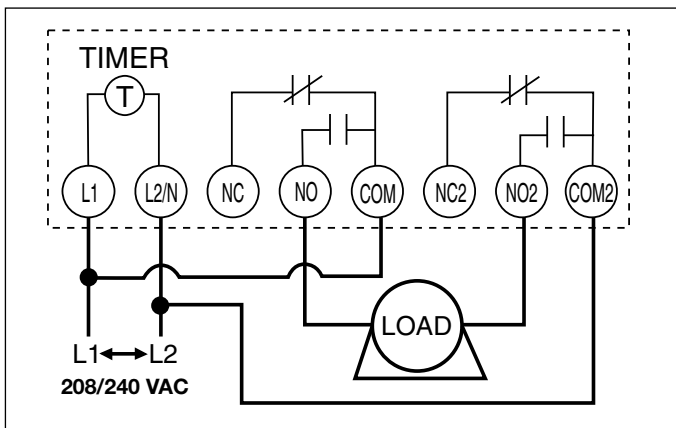 TIMER
T
L1 L2/N NC NO COM NC2 NO2 COM2
LOAD
L1 L2
208/240 VAC